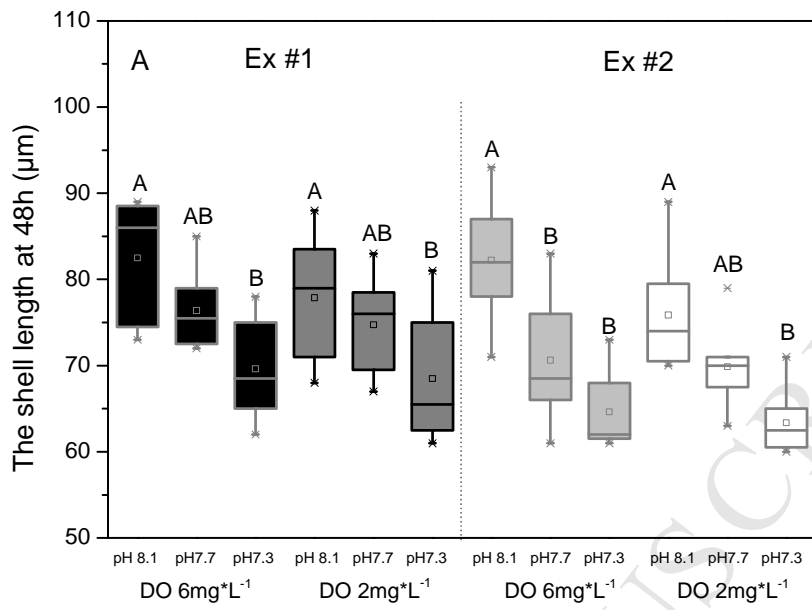 110
100
90
80
70
60
50
The shell length at 48h (µm)
A
Ex #1
Ex #2
A
AB
B
A
AB
B
A
B
B
A
AB
B
pH 8.1 pH7.7 pH7.3 pH 8.1 pH7.7 pH7.3 pH 8.1 pH7.7 pH7.3 pH 8.1 pH7.7 pH7.3
DO 6mg*L⁻¹ DO 2mg*L⁻¹ DO 6mg*L⁻¹ DO 2mg*L⁻¹